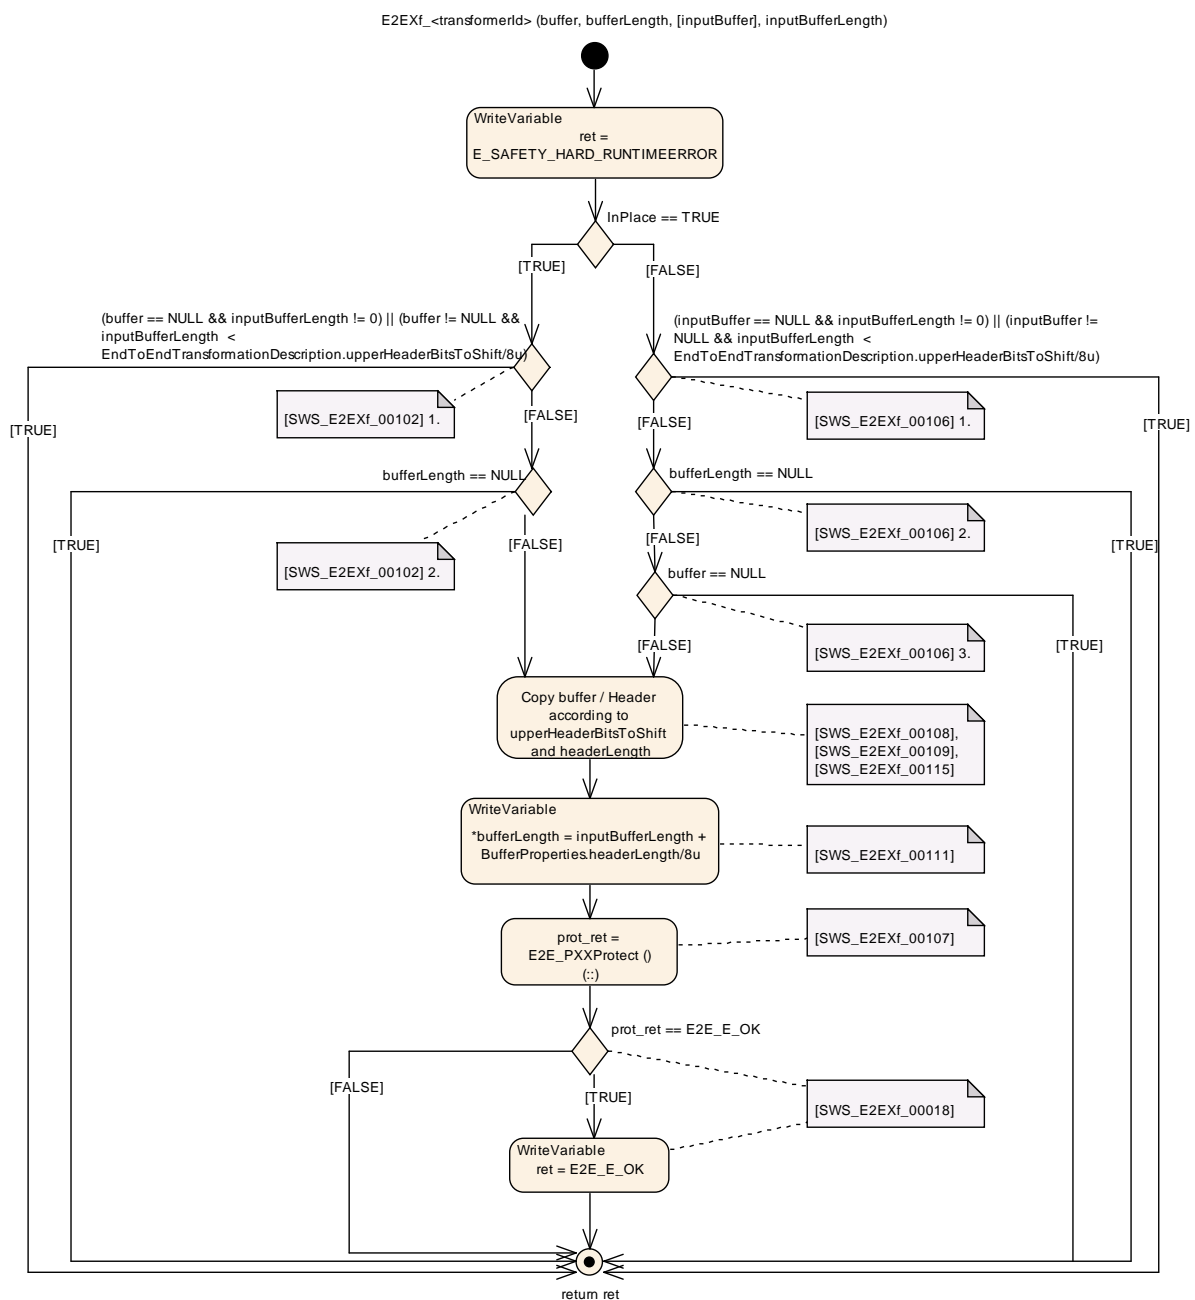 E2EXf_<transformerId> (buffer, bufferLength, [inputBuffer], inputBufferLength)
WriteVariable
ret =
E_SAFETY_HARD_RUNTIMEERROR
InPlace == TRUE
[TRUE]
[FALSE]
(buffer == NULL && inputBufferLength != 0) || (buffer != NULL &&
inputBufferLength <
EndToEndTransformationDescription.upperHeaderBitsToShift/8u)
(inputBuffer == NULL && inputBufferLength != 0) || (inputBuffer !=
NULL && inputBufferLength <
EndToEndTransformationDescription.upperHeaderBitsToShift/8u)
[SWS_E2EXf_00102] 1.
[FALSE]
[FALSE]
[SWS_E2EXf_00106] 1.
[TRUE]
[TRUE]
bufferLength == NULL
bufferLength == NULL
[TRUE]
[SWS_E2EXf_00102] 2.
[FALSE]
[FALSE]
[SWS_E2EXf_00106] 2.
[TRUE]
buffer == NULL
[FALSE]
[SWS_E2EXf_00106] 3.
[TRUE]
Copy buffer / Header
according to
upperHeaderBitsToShift
and headerLength
[SWS_E2EXf_00108],
[SWS_E2EXf_00109],
[SWS_E2EXf_00115]
WriteVariable
*bufferLength = inputBufferLength +
BufferProperties.headerLength/8u
[SWS_E2EXf_00111]
prot_ret =
E2E_PXXProtect ()
(::)
[SWS_E2EXf_00107]
prot_ret == E2E_E_OK
[FALSE]
[TRUE]
[SWS_E2EXf_00018]
WriteVariable
ret = E2E_E_OK
return ret